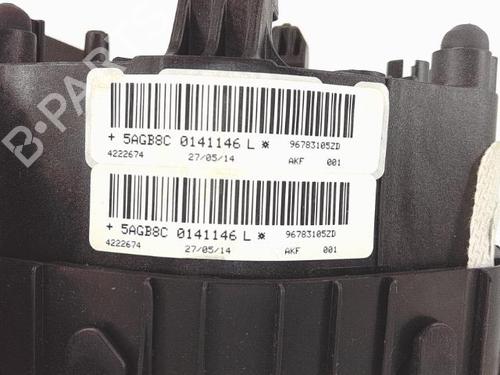 B-PARTS
+ 5AGB8C 0141146 L ☼ 96783105ZD
4222674 27/05/14 AKF 001
+ 5AGB8C 0141146 L ☼ 96783105ZD
4222674 27/05/14 AKF 001